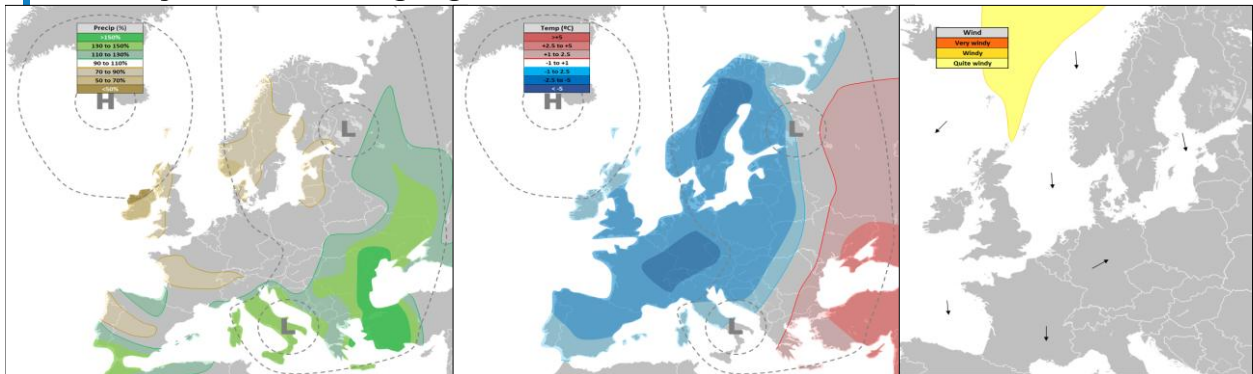 Precip (%)
>150%
130 to 150%
110 to 130%
90 to 110%
70 to 90%
50 to 70%
<50%
H
L
L
Temp (ºC)
>+5
+2.5 to +5
+1 to 2.5
-1 to +1
-1 to 2.5
-2.5 to -5
< -5
H
L
L
Wind
Very windy
Windy
Quite windy